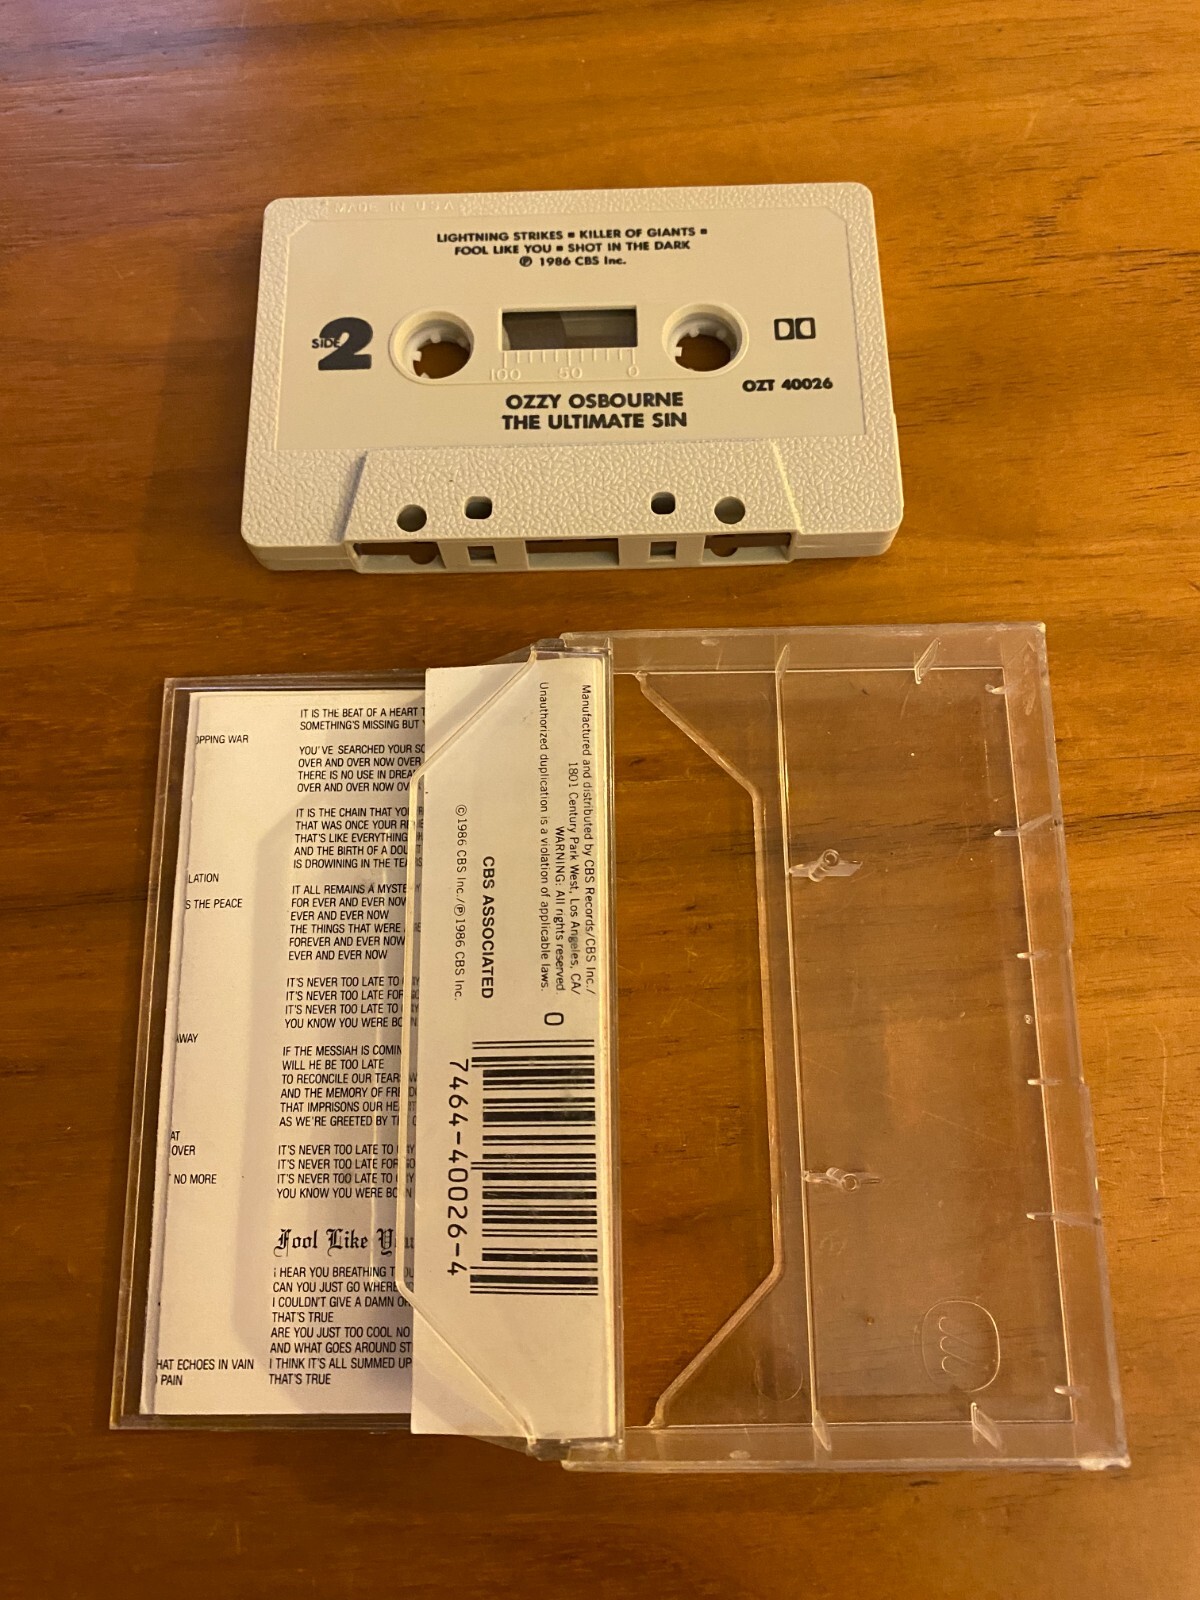 MADE IN U.S.A.
LIGHTNING STRIKES ■ KILLER OF GIANTS ■
FOOL LIKE YOU ■ SHOT IN THE DARK
℗ 1986 CBS Inc.
SIDE 2
100 50 0
OZT 40026
OZZY OSBOURNE
THE ULTIMATE SIN
OPPING WAR
LATION
S THE PEACE
AWAY
AT
OVER
NO MORE
HAT ECHOES IN VAIN
PAIN
IT IS THE BEAT OF A HEART
SOMETHING'S MISSING BUT
YOU'VE SEARCHED YOUR
OVER AND OVER NOW OVER
THERE IS NO USE IN
OVER AND OVER NOW
IT IS THE CHAIN THAT
THAT WAS ONCE YOUR
THAT'S LIKE EVERYTHING
AND THE BIRTH OF A
IS DROWINING IN THE
IT ALL REMAINS A
FOR EVER AND EVER NOW
EVER AND EVER NOW
THE THINGS THAT WERE
FOREVER AND EVER NOW
EVER AND EVER NOW
IT'S NEVER TOO LATE TO
IT'S NEVER TOO LATE FOR
IT'S NEVER TOO LATE TO
YOU KNOW YOU WERE
IF THE MESSIAH IS
WILL HE BE TOO LATE
TO RECONCILE OUR
AND THE MEMORY OF
THAT IMPRISONS OUR
AS WE'RE GREETED BY
IT'S NEVER TOO LATE TO
IT'S NEVER TOO LATE FOR
IT'S NEVER TOO LATE TO
YOU KNOW YOU WERE
Fool Like You
I HEAR YOU BREATHING
CAN YOU JUST GO
I COULDN'T GIVE A DAMN
THAT'S TRUE
ARE YOU JUST TOO COOL NO
AND WHAT GOES AROUND
I THINK IT'S ALL SUMMED UP
THAT'S TRUE
Manufactured and distributed by CBS Records/CBS Inc./
1801 Century Park West, Los Angeles, CA/
WARNING: All rights reserved.
Unauthorized duplication is a violation of applicable laws.
CBS ASSOCIATED
©1986 CBS Inc./℗1986 CBS Inc.
0
7464-40026-4